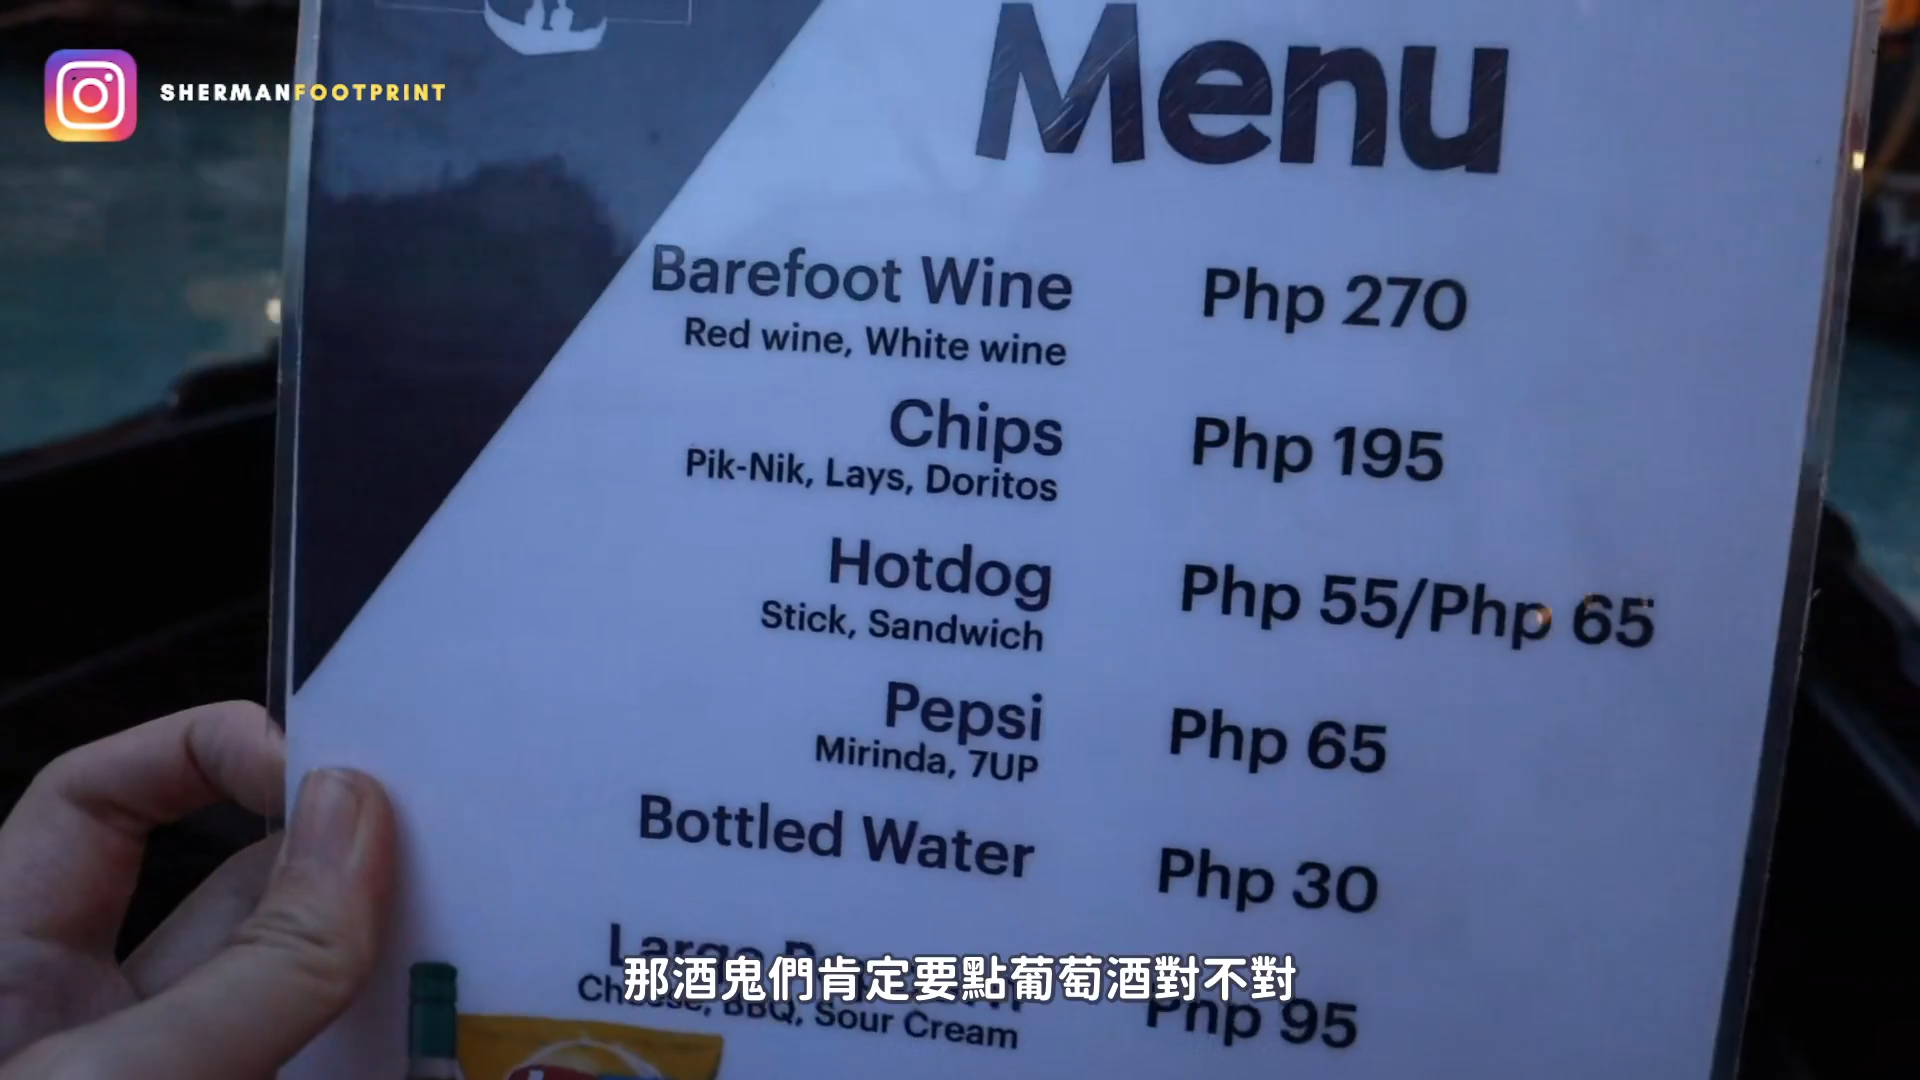 SHERMANFOOTPRINT
Menu
Barefoot Wine Php 270
Red wine, White wine
Chips Php 195
Pik-Nik, Lays, Doritos
Hotdog Php 55/Php 65
Stick, Sandwich
Pepsi Php 65
Mirinda, 7UP
Bottled Water Php 30
Large Php 95
Cheese, BBQ, Sour Cream
那酒鬼們肯定要點葡萄酒對不對